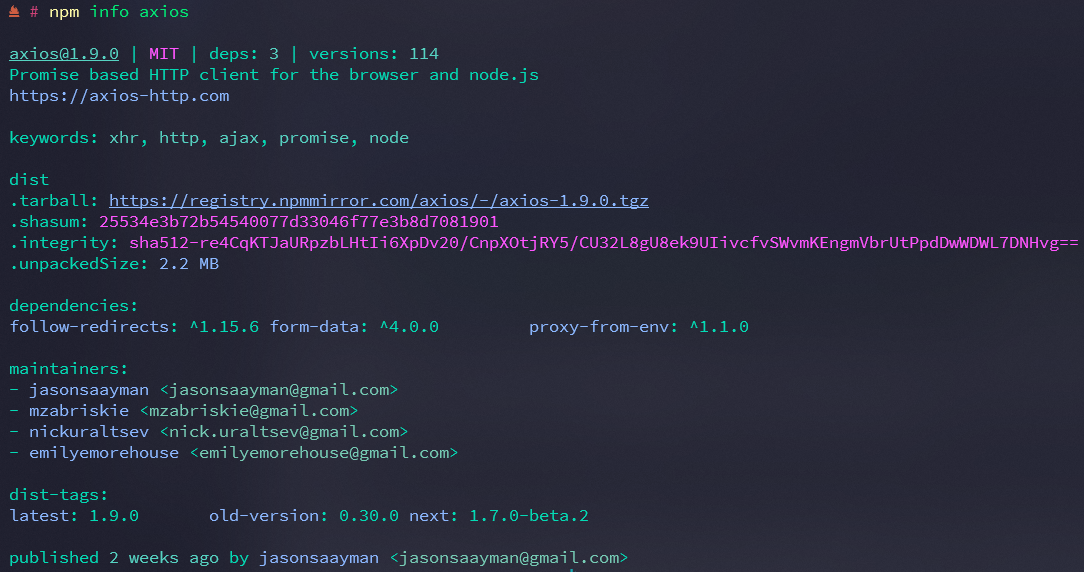 # npm info axios
axios@1.9.0 | MIT | deps: 3 | versions: 114
Promise based HTTP client for the browser and node.js
https://axios-http.com
keywords: xhr, http, ajax, promise, node
dist
.tarball: https://registry.npmmirror.com/axios/-/axios-1.9.0.tgz
.shasum: 25534e3b72b54540077d33046f77e3b8d7081901
.integrity: sha512-re4CqKTJaURpzbLHtIi6XpDv20/CnpXOtjRY5/CU32L8gU8ek9UIivcfvSWvmKEngmVbrUtPpdDwWDWL7DNHvg==
.unpackedSize: 2.2 MB
dependencies:
follow-redirects: ^1.15.6 form-data: ^4.0.0 proxy-from-env: ^1.1.0
maintainers:
- jasonsaayman <jasonsaayman@gmail.com>
- mzabriskie <mzabriskie@gmail.com>
- nickuraltsev <nick.uraltsev@gmail.com>
- emilyemorehouse <emilyemorehouse@gmail.com>
dist-tags:
latest: 1.9.0 old-version: 0.30.0 next: 1.7.0-beta.2
published 2 weeks ago by jasonsaayman <jasonsaayman@gmail.com>